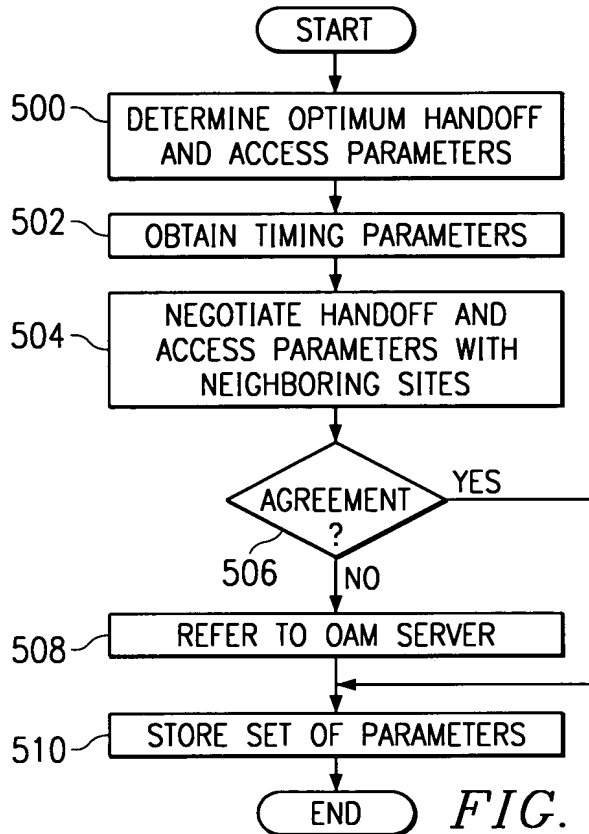 START
500
DETERMINE OPTIMUM HANDOFF
AND ACCESS PARAMETERS
502
OBTAIN TIMING PARAMETERS
504
NEGOTIATE HANDOFF AND
ACCESS PARAMETERS WITH
NEIGHBORING SITES
AGREEMENT
?
YES
506
NO
508
REFER TO OAM SERVER
510
STORE SET OF PARAMETERS
END
FIG.